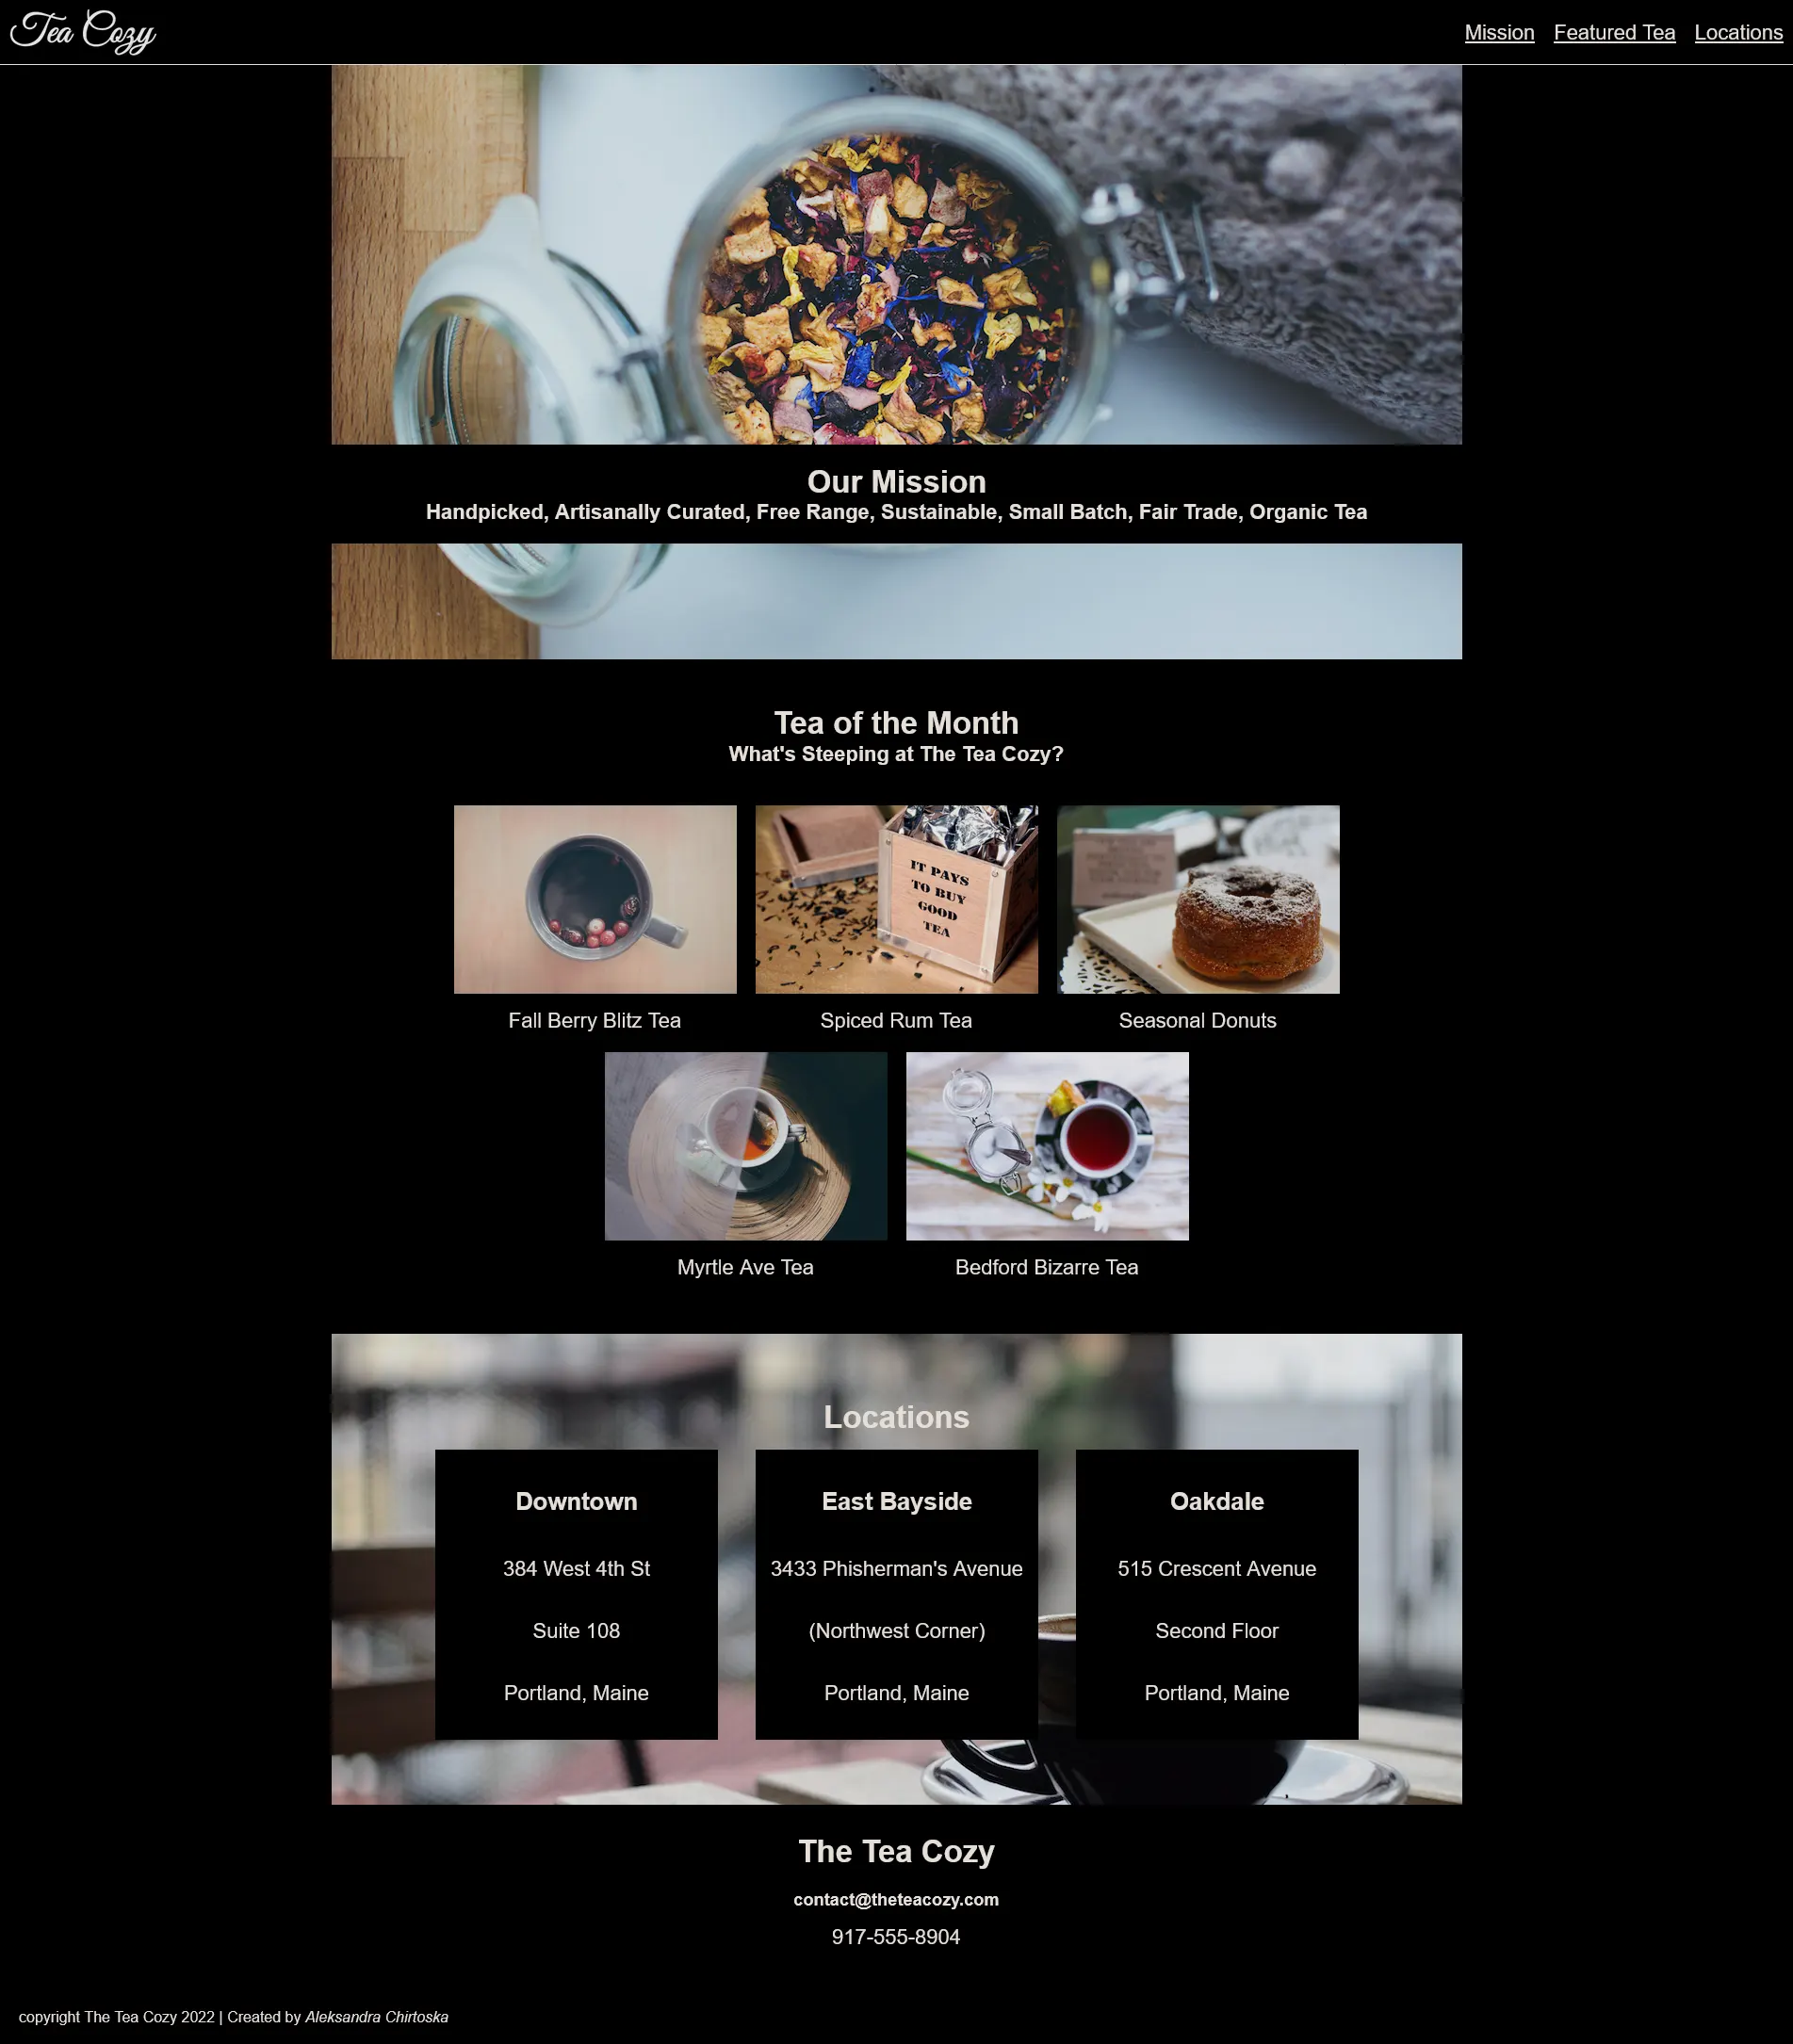 Tea Cozy
Mission Featured Tea Locations
Our Mission
Handpicked, Artisanally Curated, Free Range, Sustainable, Small Batch, Fair Trade, Organic Tea
Tea of the Month
What's Steeping at The Tea Cozy?
IT PAYS
TO BUY
GOOD
TEA
Fall Berry Blitz Tea
Spiced Rum Tea
Seasonal Donuts
Myrtle Ave Tea
Bedford Bizarre Tea
Locations
Downtown
384 West 4th St
Suite 108
Portland, Maine
East Bayside
3433 Phisherman's Avenue
(Northwest Corner)
Portland, Maine
Oakdale
515 Crescent Avenue
Second Floor
Portland, Maine
The Tea Cozy
contact@theteacozy.com
917-555-8904
copyright The Tea Cozy 2022 | Created by Aleksandra Chirtoska